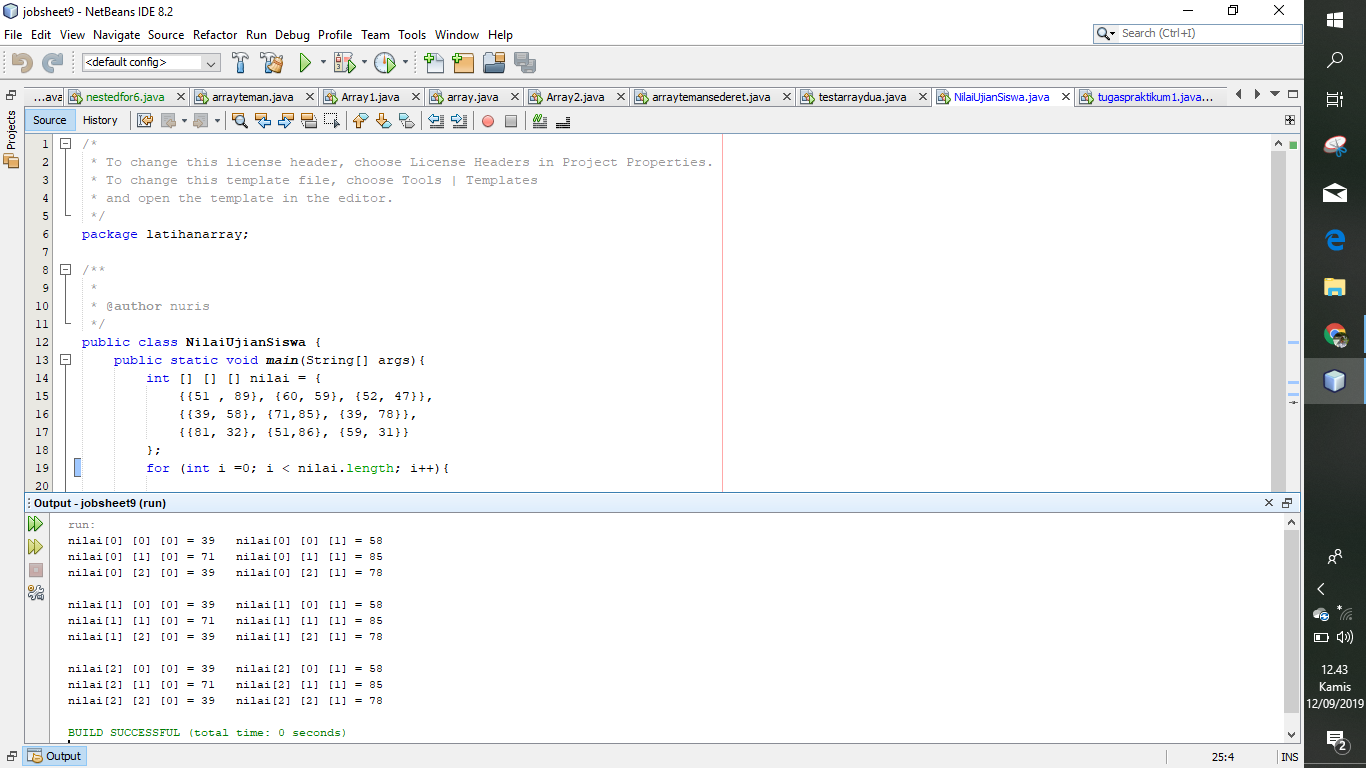 jobsheet9 - NetBeans IDE 8.2
File Edit View Navigate Source Refactor Run Debug Profile Team Tools Window Help
Search (Ctrl+I)
<default config>
...ava nestedfor6.java arrayteman.java Array1.java array.java Array2.java arraytemansederet.java testarraydua.java NilaiUjianSiswa.java tugaspraktikum1.java...
Projects
Source History
1 /*
2 * To change this license header, choose License Headers in Project Properties.
3 * To change this template file, choose Tools | Templates
4 * and open the template in the editor.
5 */
6 package latihanarray;
7
8 /**
9 *
10 * @author nuris
11 */
12 public class NilaiUjianSiswa {
13 public static void main(String[] args){
14 int [] [] [] nilai = {
15 {{51 , 89}, {60, 59}, {52, 47}},
16 {{39, 58}, {71,85}, {39, 78}},
17 {{81, 32}, {51,86}, {59, 31}}
18 };
19 for (int i =0; i < nilai.length; i++){
20
Output - jobsheet9 (run)
run:
nilai[0] [0] [0] = 39 nilai[0] [0] [1] = 58
nilai[0] [1] [0] = 71 nilai[0] [1] [1] = 85
nilai[0] [2] [0] = 39 nilai[0] [2] [1] = 78
nilai[1] [0] [0] = 39 nilai[1] [0] [1] = 58
nilai[1] [1] [0] = 71 nilai[1] [1] [1] = 85
nilai[1] [2] [0] = 39 nilai[1] [2] [1] = 78
nilai[2] [0] [0] = 39 nilai[2] [0] [1] = 58
nilai[2] [1] [0] = 71 nilai[2] [1] [1] = 85
nilai[2] [2] [0] = 39 nilai[2] [2] [1] = 78
BUILD SUCCESSFUL (total time: 0 seconds)
Output
25:4 INS
12.43
Kamis
12/09/2019
2